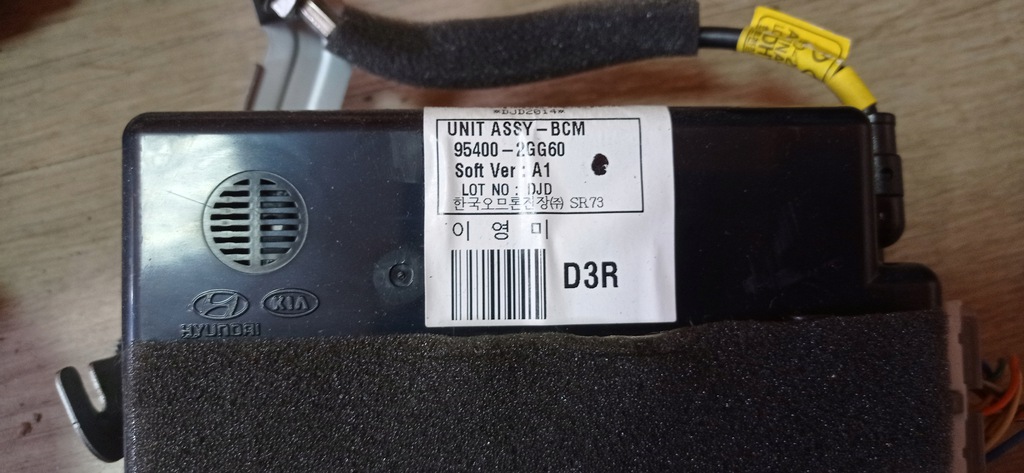 *DJD2014*
UNIT ASSY-BCM
95400-2GG60
Soft Ver : A1
LOT NO : DJD
한국오므론전장㈜ SR73
이 영 미
D3R
HYUNDAI
KIA